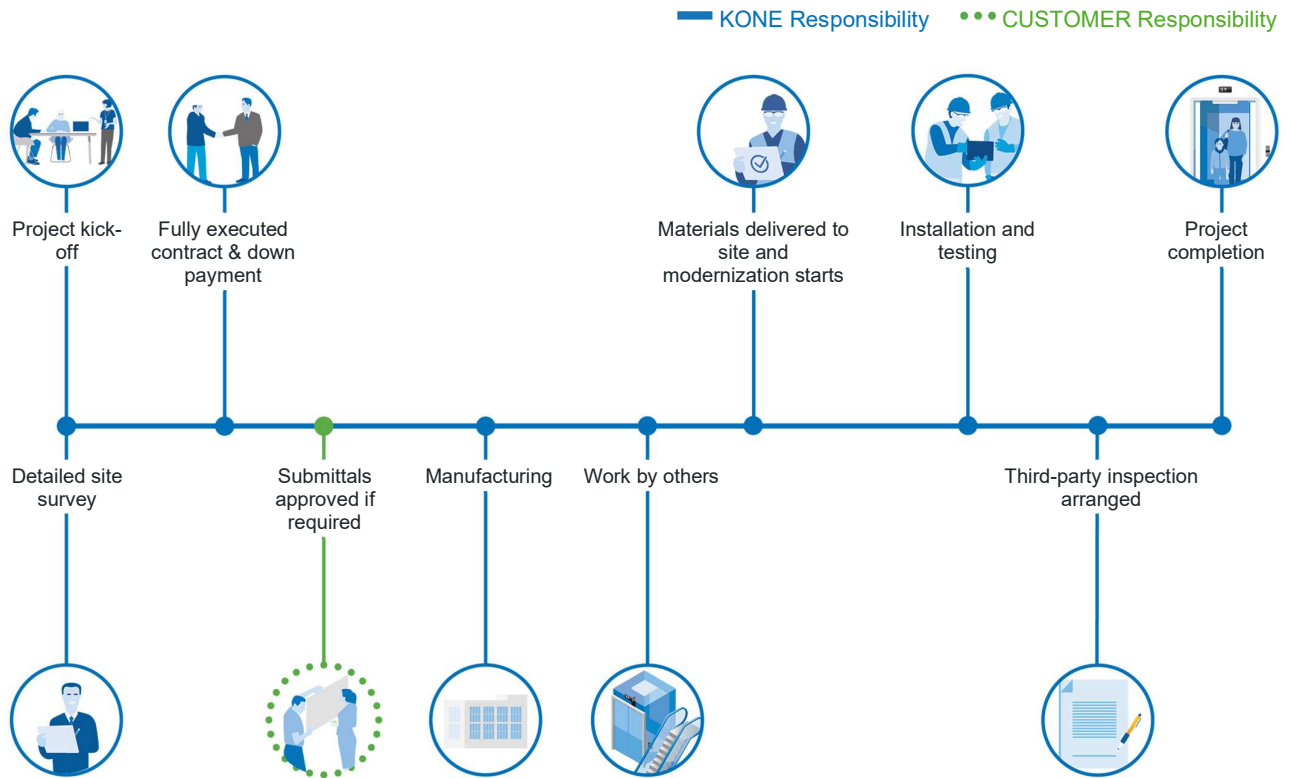 KONE Responsibility
CUSTOMER Responsibility
Project kick-
off
Fully executed
contract & down
payment
Materials delivered to
site and
modernization starts
Installation and
testing
Project
completion
Detailed site
survey
Submittals
approved if
required
Manufacturing
Work by others
Third-party inspection
arranged